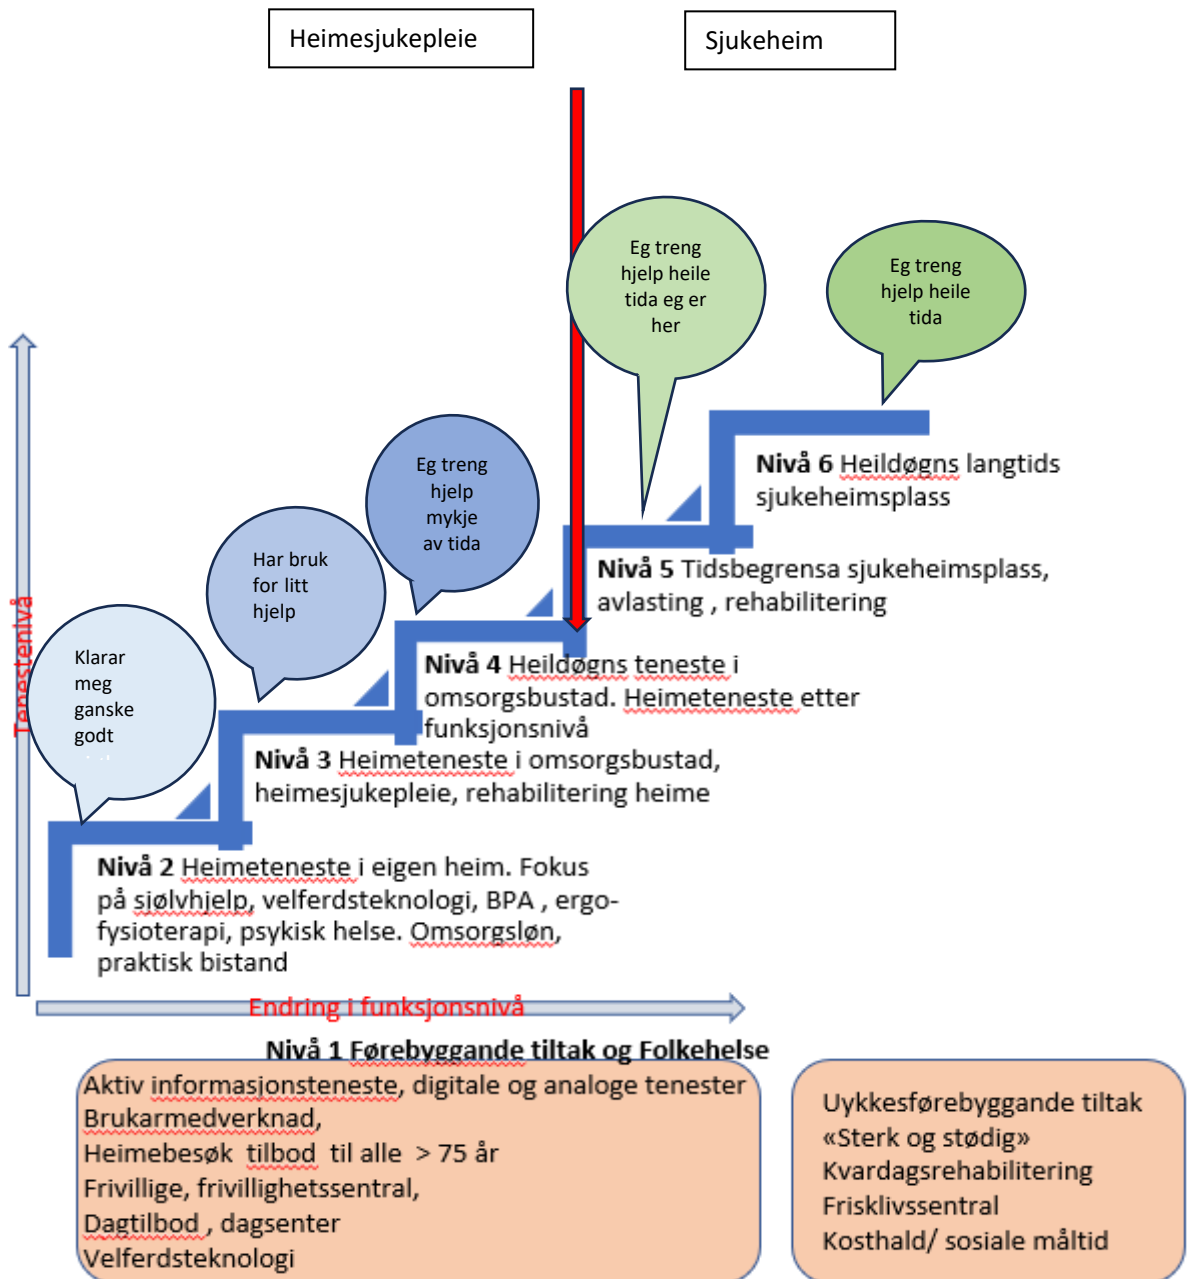 Heimesjukepleie
Sjukeheim
Eg treng
hjelp heile
tida eg er
her
Eg treng
hjelp heile
tida
Eg treng
hjelp
mykje
av tida
Har bruk
for litt
hjelp
Klarar
meg
ganske
godt
Tenestenivå
Nivå 6 Heildøgns langtids
sjukeheimsplass
Nivå 5 Tidsbegrensa sjukeheimsplass,
avlasting , rehabilitering
Nivå 4 Heildøgns teneste i
omsorgsbustad. Heimeteneste etter
funksjonsnivå
Nivå 3 Heimeteneste i omsorgsbustad,
heimesjukepleie, rehabilitering heime
Nivå 2 Heimeteneste i eigen heim. Fokus
på sjølvhjelp, velferdsteknologi, BPA , ergo-
fysioterapi, psykisk helse. Omsorgsløn,
praktisk bistand
Endring i funksjonsnivå
Nivå 1 Førebyggande tiltak og Folkehelse
Aktiv informasjonsteneste, digitale og analoge tenester
Brukarmedverknad,
Heimebesøk tilbod til alle > 75 år
Frivillige, frivillighetssentral,
Dagtilbod , dagsenter
Velferdsteknologi
Uykkesførebyggande tiltak
«Sterk og stødig»
Kvardagsrehabilitering
Frisklivssentral
Kosthald/ sosiale måltid